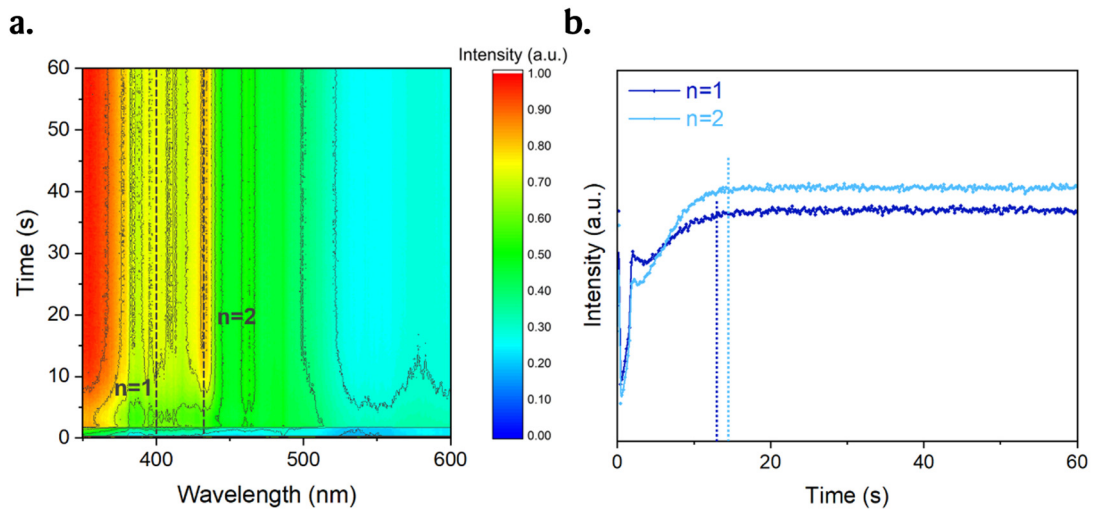 a.
Intensity (a.u.)
Time (s)
60
50
40
30
20
10
0
n=1
n=2
400
500
600
Wavelength (nm)
1.00
0.90
0.80
0.70
0.60
0.50
0.40
0.30
0.20
0.10
0.00
b.
n=1
n=2
Intensity (a.u.)
0
20
40
60
Time (s)